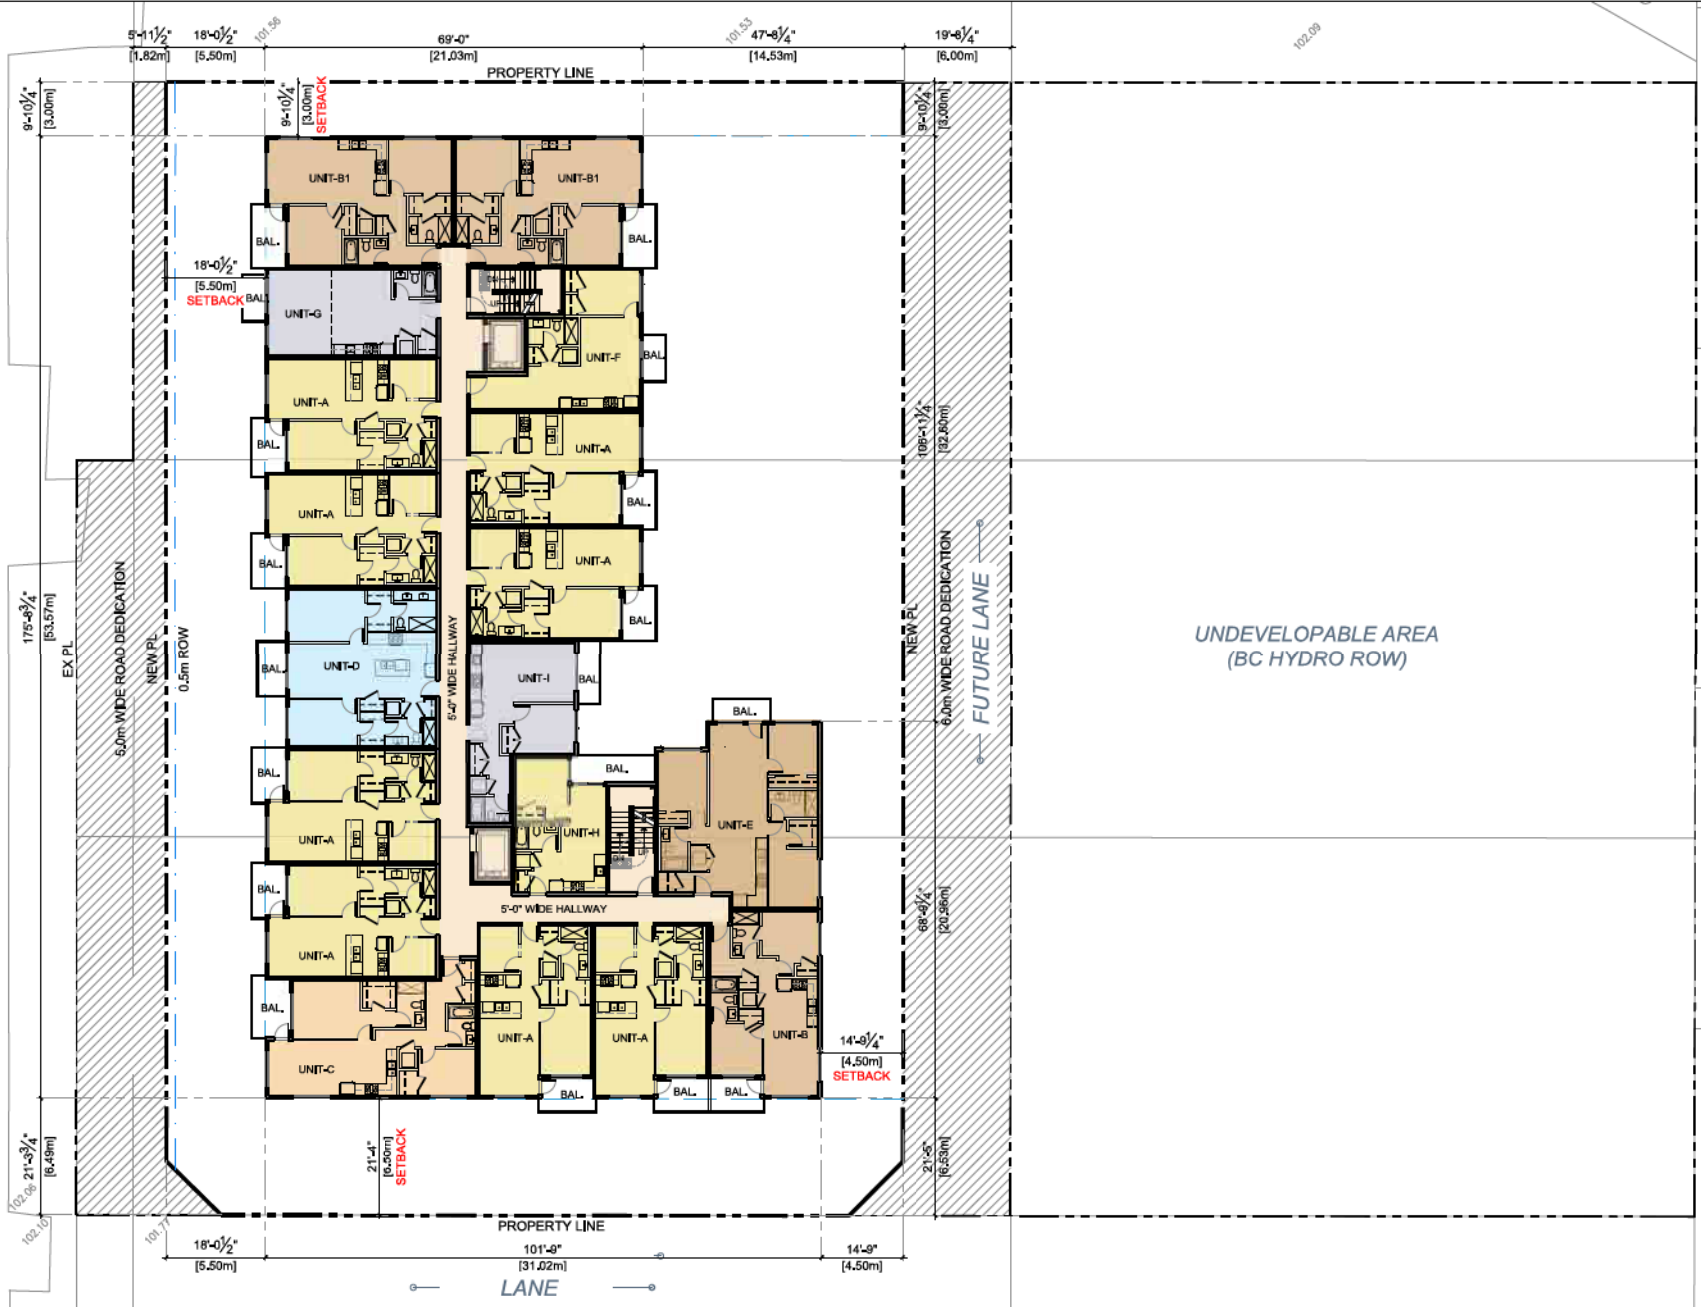 5'-11½"
[1.82m]
18'-0½"
[5.50m]
101.56
69'-0"
[21.03m]
101.53
47'-8¼"
[14.53m]
19'-8¼"
[6.00m]
102.09
PROPERTY LINE
9'-10¼"
[3.00m]
9'-10¼"
[3.00m]
SETBACK
9'-10¼"
[3.00m]
UNIT-B1
UNIT-B1
BAL.
BAL.
18'-0½"
[5.50m]
SETBACK
BAL.
UNIT-G
DN
UP
UNIT-F
BAL.
UNIT-A
BAL.
UNIT-A
BAL.
UNIT-A
BAL.
UNIT-A
BAL.
106'-11¼"
[32.60m]
175'-8¾"
[53.57m]
EX PL
5.0m WIDE ROAD DEDICATION
NEW PL
0.5m ROW
UNIT-D
BAL.
5'-0" WIDE HALLWAY
UNIT-I
BAL.
NEW PL
6.0m WIDE ROAD DEDICATION
FUTURE LANE
UNDEVELOPABLE AREA
(BC HYDRO ROW)
BAL.
BAL.
BAL.
UNIT-A
UNIT-H
UNIT-E
BAL.
UNIT-A
5'-0" WIDE HALLWAY
68'-9¼"
[20.96m]
BAL.
UNIT-C
UNIT-A
UNIT-A
UNIT-B
BAL.
BAL.
BAL.
14'-9¼"
[4.50m]
SETBACK
21'-3¾"
[6.49m]
21'-4"
[6.50m]
SETBACK
21'-5"
[6.53m]
102.06
102.10
101.77
PROPERTY LINE
18'-0½"
[5.50m]
101'-9"
[31.02m]
14'-9"
[4.50m]
LANE